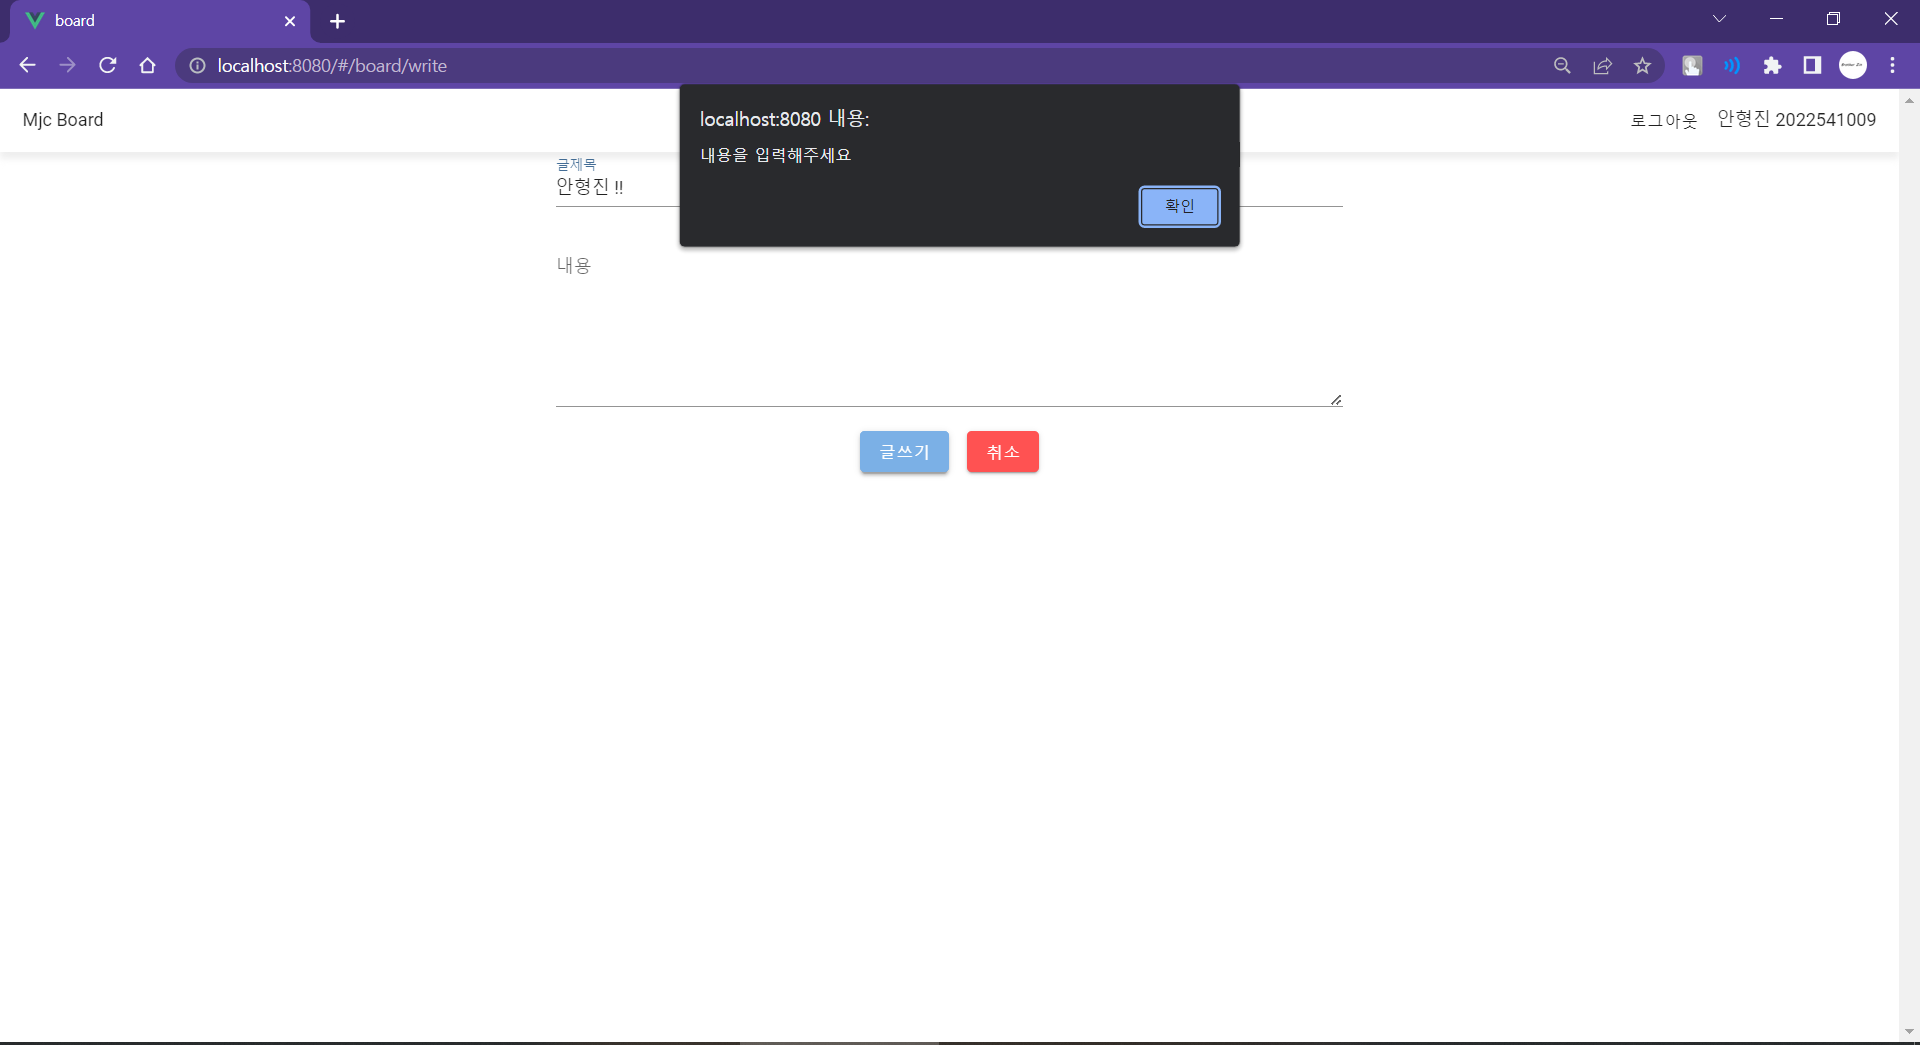 board
localhost:8080/#/board/write
Mjc Board
로그아웃
안형진 2022541009
localhost:8080 내용:
내용을 입력해주세요
확인
글제목
안형진 !!
내용
글쓰기
취소